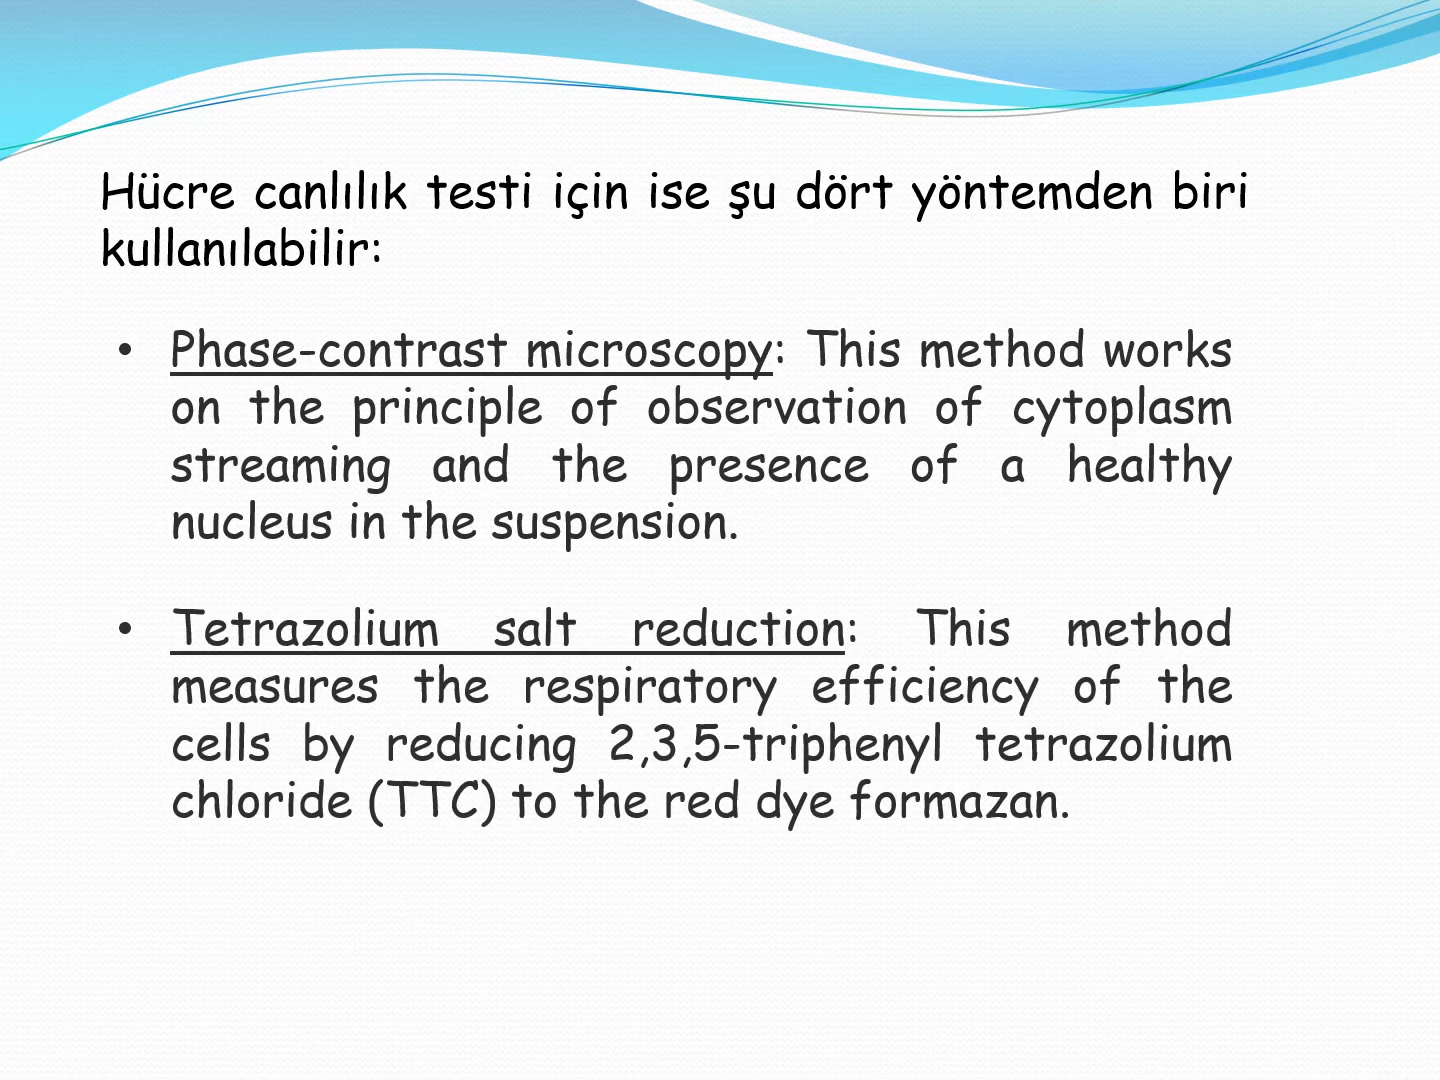 Hücre canlılık testi için ise şu dört yöntemden biri
kullanılabilir:
• Phase-contrast microscopy: This method works
on the principle of observation of cytoplasm
streaming and the presence of a healthy
nucleus in the suspension.
• Tetrazolium salt reduction: This method
measures the respiratory efficiency of the
cells by reducing 2,3,5-triphenyl tetrazolium
chloride (TTC) to the red dye formazan.